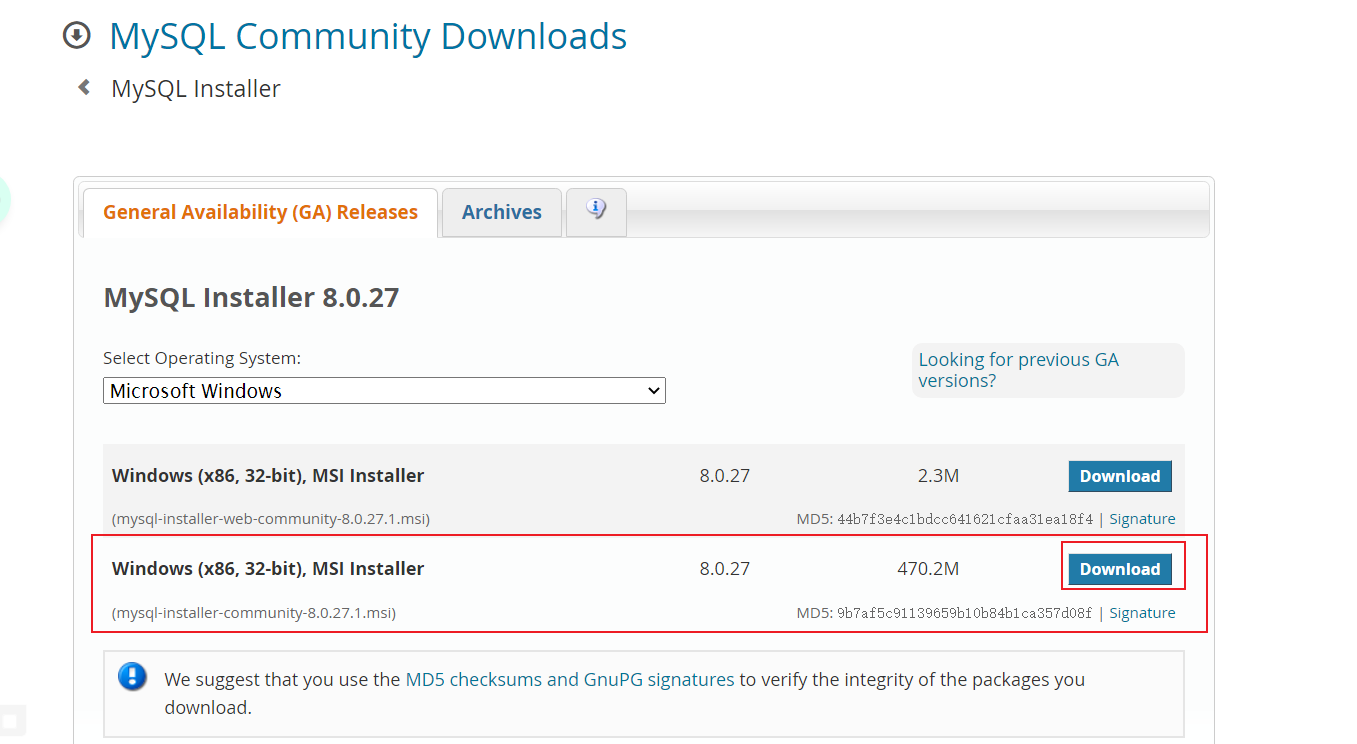 MySQL Community Downloads
MySQL Installer
General Availability (GA) Releases
Archives
i
MySQL Installer 8.0.27
Select Operating System:
Microsoft Windows
Looking for previous GA
versions?
Windows (x86, 32-bit), MSI Installer 8.0.27 2.3M Download
(mysql-installer-web-community-8.0.27.1.msi) MD5: 44b7f3e4c1bdcc641621cfaa31ea18f4 | Signature
Windows (x86, 32-bit), MSI Installer 8.0.27 470.2M Download
(mysql-installer-community-8.0.27.1.msi) MD5: 9b7af5c91139659b10b84b1ca357d08f | Signature
We suggest that you use the MD5 checksums and GnuPG signatures to verify the integrity of the packages you
download.